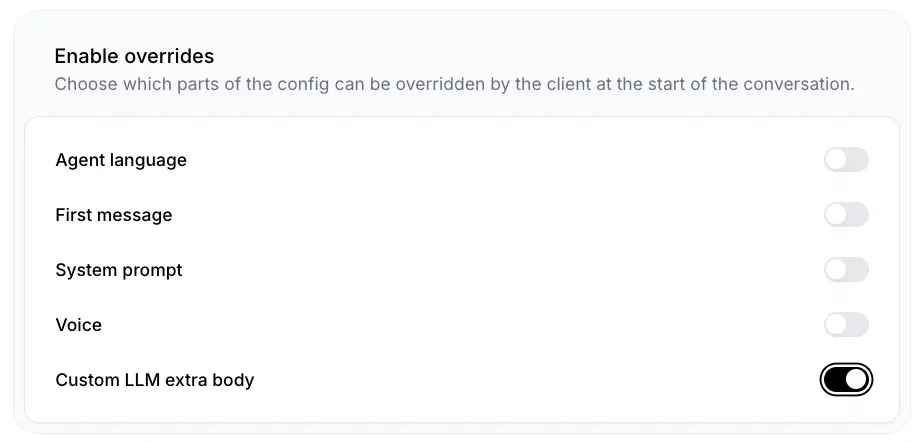 Enable overrides
Choose which parts of the config can be overridden by the client at the start of the conversation.
Agent language
First message
System prompt
Voice
Custom LLM extra body